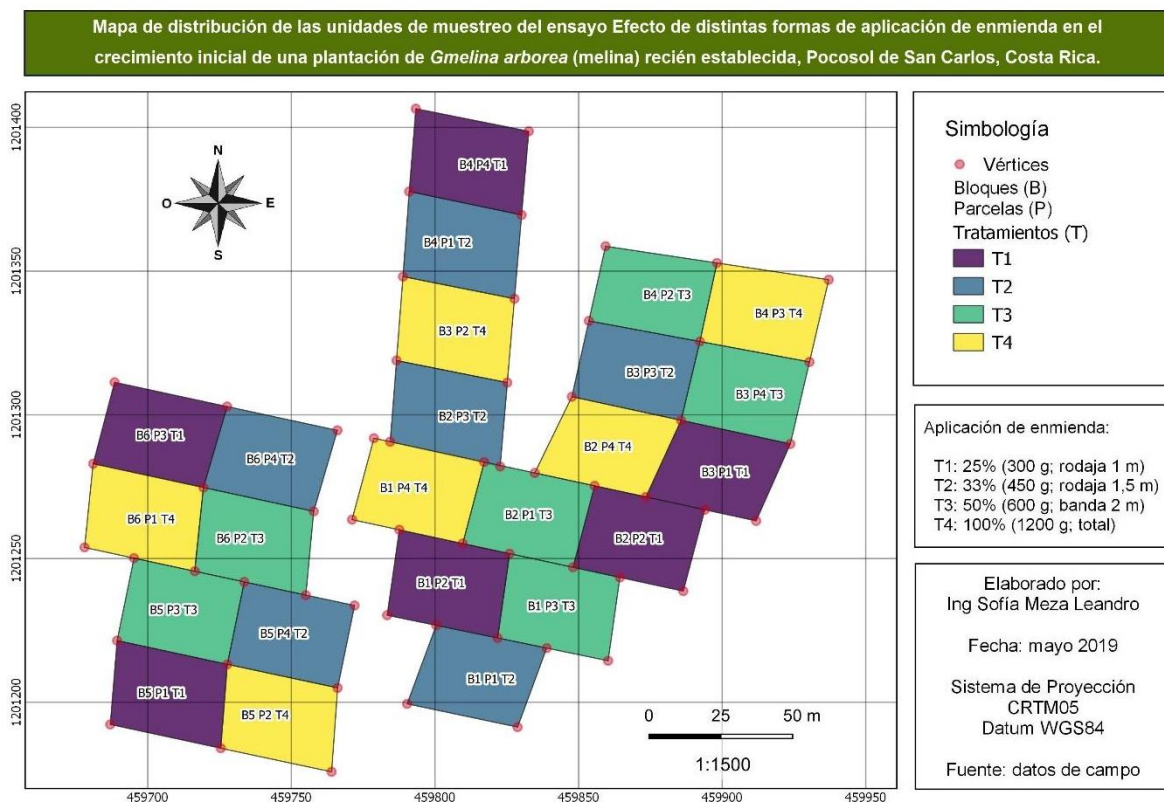 Mapa de distribución de las unidades de muestreo del ensayo Efecto de distintas formas de aplicación de enmienda en el
crecimiento inicial de una plantación de Gmelina arborea (melina) recién establecida, Pocosol de San Carlos, Costa Rica.
1201400
1201350
1201300
1201250
1201200
N
O
E
S
B4 P4 T1
B4 P1 T2
B3 P2 T4
B2 P3 T2
B4 P2 T3
B4 P3 T4
B3 P3 T2
B3 P4 T3
B2 P4 T4
B3 P1 T1
B6 P3 T1
B6 P4 T2
B6 P1 T4
B6 P2 T3
B1 P4 T4
B2 P1 T3
B2 P2 T1
B1 P2 T1
B1 P3 T3
B5 P3 T3
B5 P4 T2
B5 P1 T1
B5 P2 T4
B1 P1 T2
0 25 50 m
1:1500
459700 459750 459800 459850 459900 459950
Simbología
Vértices
Bloques (B)
Parcelas (P)
Tratamientos (T)
T1
T2
T3
T4
Aplicación de enmienda:
T1: 25% (300 g; rodaja 1 m)
T2: 33% (450 g; rodaja 1,5 m)
T3: 50% (600 g; banda 2 m)
T4: 100% (1200 g; total)
Elaborado por:
Ing Sofía Meza Leandro
Fecha: mayo 2019
Sistema de Proyección
CRTM05
Datum WGS84
Fuente: datos de campo